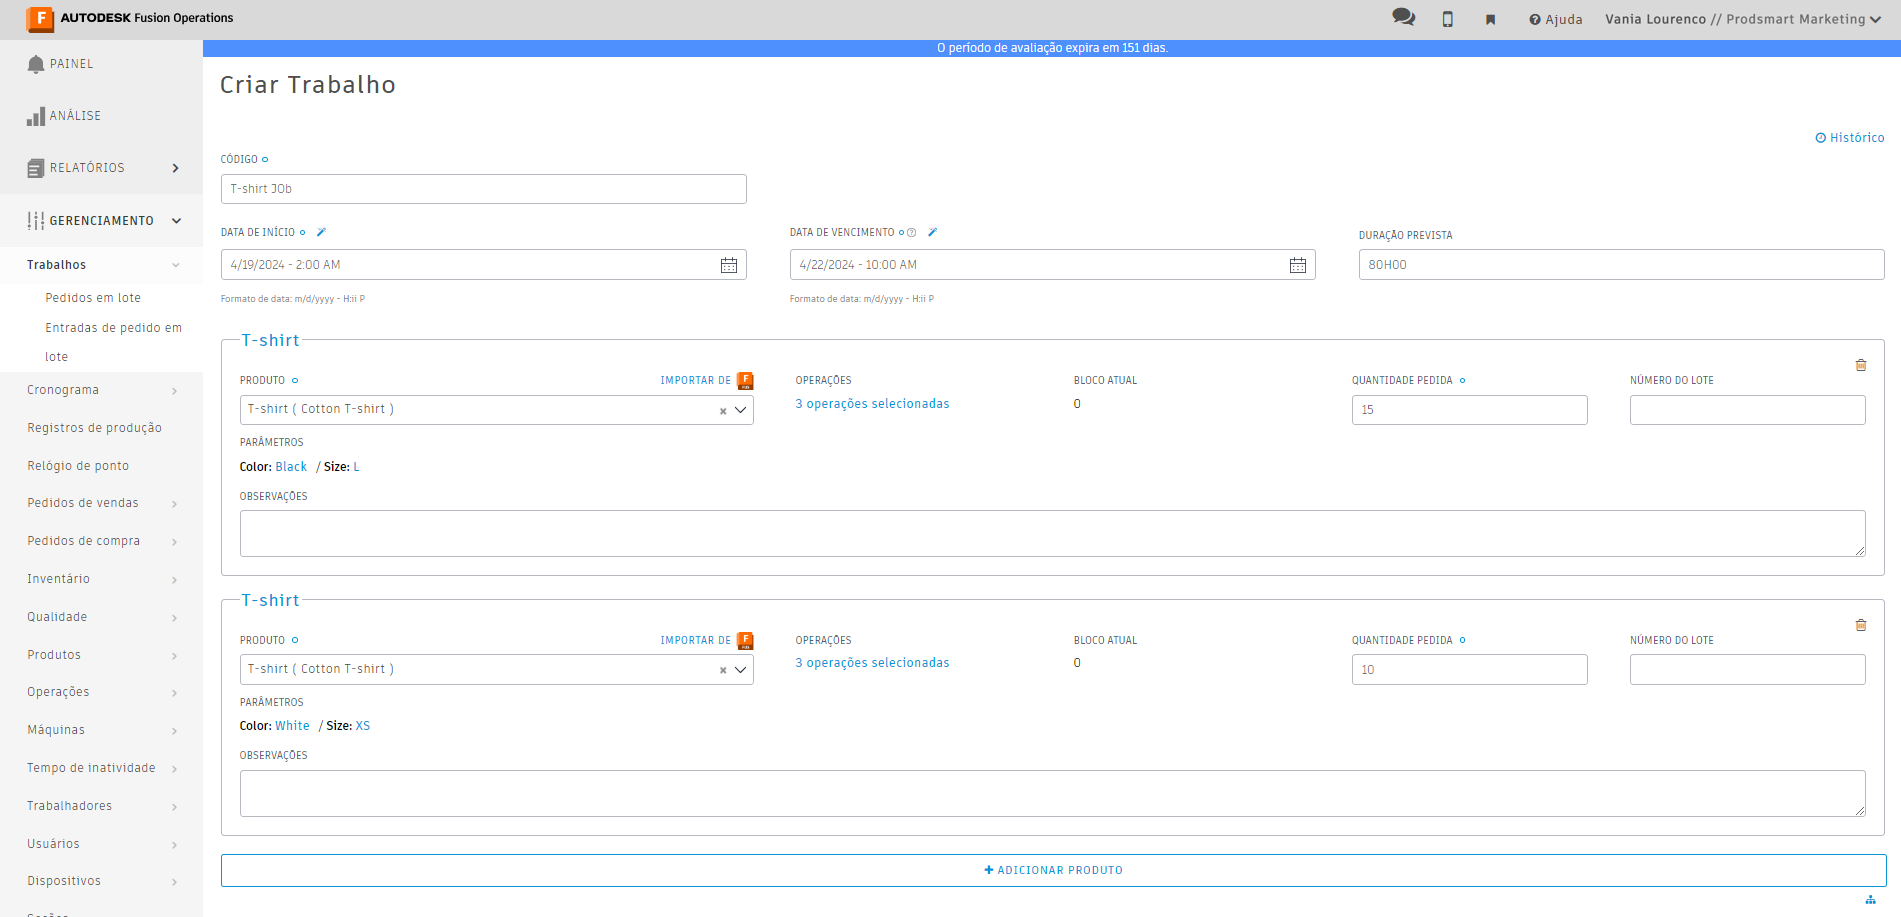 AUTODESK Fusion Operations
Ajuda
Vania Lourenco // Prodsmart Marketing
O período de avaliação expira em 151 dias.
PAINEL
ANÁLISE
RELATÓRIOS
GERENCIAMENTO
Trabalhos
Pedidos em lote
Entradas de pedido em
lote
Cronograma
Registros de produção
Relógio de ponto
Pedidos de vendas
Pedidos de compra
Inventário
Qualidade
Produtos
Operações
Máquinas
Tempo de inatividade
Trabalhadores
Usuários
Dispositivos
Criar Trabalho
Histórico
CÓDIGO
T-shirt JOb
DATA DE INÍCIO
4/19/2024 - 2:00 AM
Formato de data: m/d/yyyy - H:ii P
DATA DE VENCIMENTO
4/22/2024 - 10:00 AM
Formato de data: m/d/yyyy - H:ii P
DURAÇÃO PREVISTA
80H00
T-shirt
PRODUTO
IMPORTAR DE
T-shirt ( Cotton T-shirt )
OPERAÇÕES
3 operações selecionadas
BLOCO ATUAL
0
QUANTIDADE PEDIDA
15
NÚMERO DO LOTE
PARÂMETROS
Color: Black / Size: L
OBSERVAÇÕES
T-shirt
PRODUTO
IMPORTAR DE
T-shirt ( Cotton T-shirt )
OPERAÇÕES
3 operações selecionadas
BLOCO ATUAL
0
QUANTIDADE PEDIDA
10
NÚMERO DO LOTE
PARÂMETROS
Color: White / Size: XS
OBSERVAÇÕES
+ ADICIONAR PRODUTO